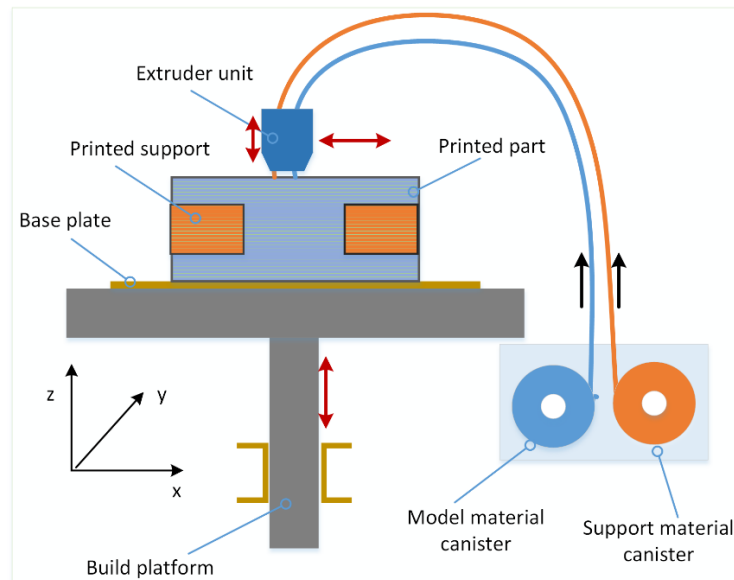 Extruder unit
Printed support
Printed part
Base plate
z
y
x
Model material
canister
Support material
canister
Build platform